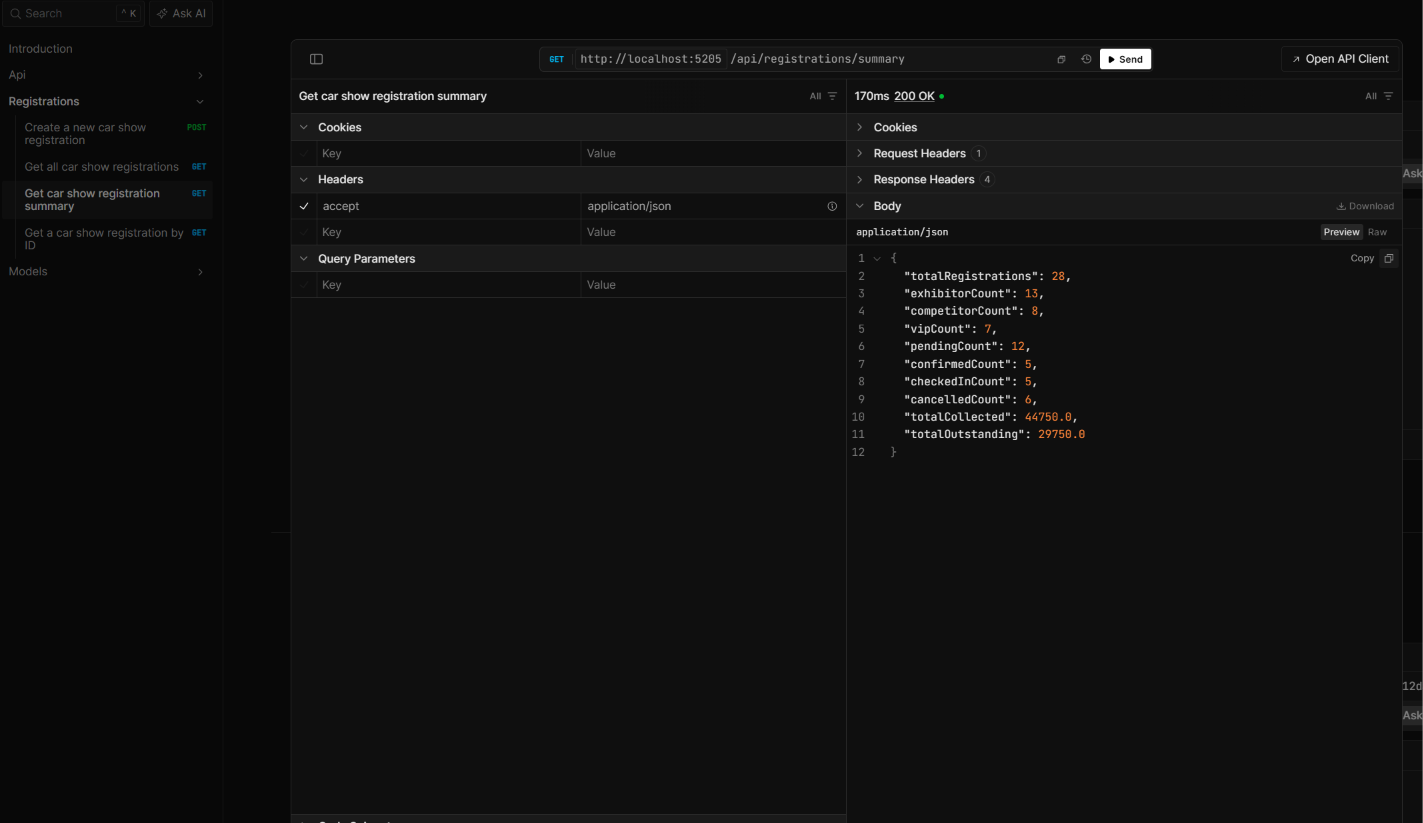 Search
^ K
Ask AI
Introduction
Api
Registrations
Create a new car show
registration
POST
Get all car show registrations
GET
Get car show registration
summary
GET
Get a car show registration by
ID
GET
Models
GET
http://localhost:5205 /api/registrations/summary
Send
Open API Client
Get car show registration summary
All
Cookies
Key Value
Headers
accept application/json
Key Value
Query Parameters
Key Value
170ms 200 OK
All
Cookies
Request Headers 1
Response Headers 4
Body
Download
application/json
Preview Raw
Copy
1 {
2 "totalRegistrations": 28,
3 "exhibitorCount": 13,
4 "competitorCount": 8,
5 "vipCount": 7,
6 "pendingCount": 12,
7 "confirmedCount": 5,
8 "checkedInCount": 5,
9 "cancelledCount": 6,
10 "totalCollected": 44750.0,
11 "totalOutstanding": 29750.0
12 }
Ask
12d
Ask